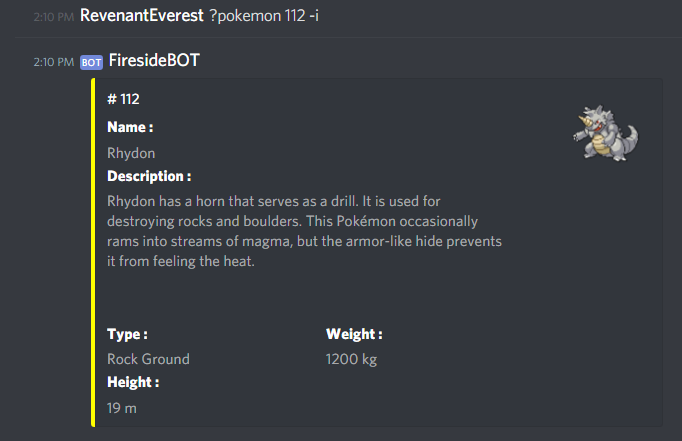 2:10 PM RevenantEverest ?pokemon 112 -i
2:10 PM BOT FiresideBOT
# 112
Name :
Rhydon
Description :
Rhydon has a horn that serves as a drill. It is used for
destroying rocks and boulders. This Pokémon occasionally
rams into streams of magma, but the armor-like hide prevents
it from feeling the heat.
Type : Weight :
Rock Ground 1200 kg
Height :
19 m